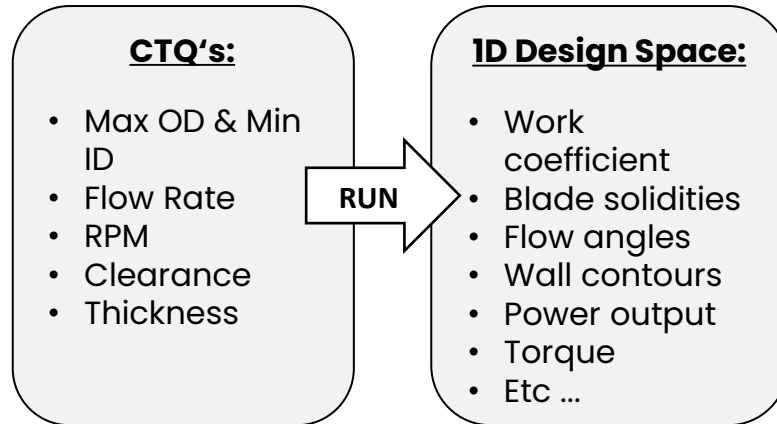 CTQ‘s:
• Max OD & Min
ID
• Flow Rate
• RPM
• Clearance
• Thickness
RUN
1D Design Space:
• Work
coefficient
• Blade solidities
• Flow angles
• Wall contours
• Power output
• Torque
• Etc ...